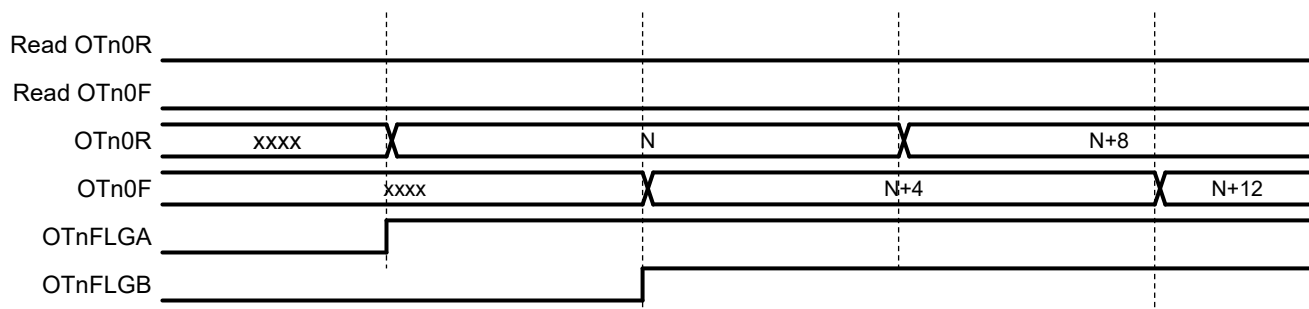 Read OTn0R
Read OTn0F
OTn0R xxxx N N+8
OTn0F xxxx N+4 N+12
OTnFLGA
OTnFLGB